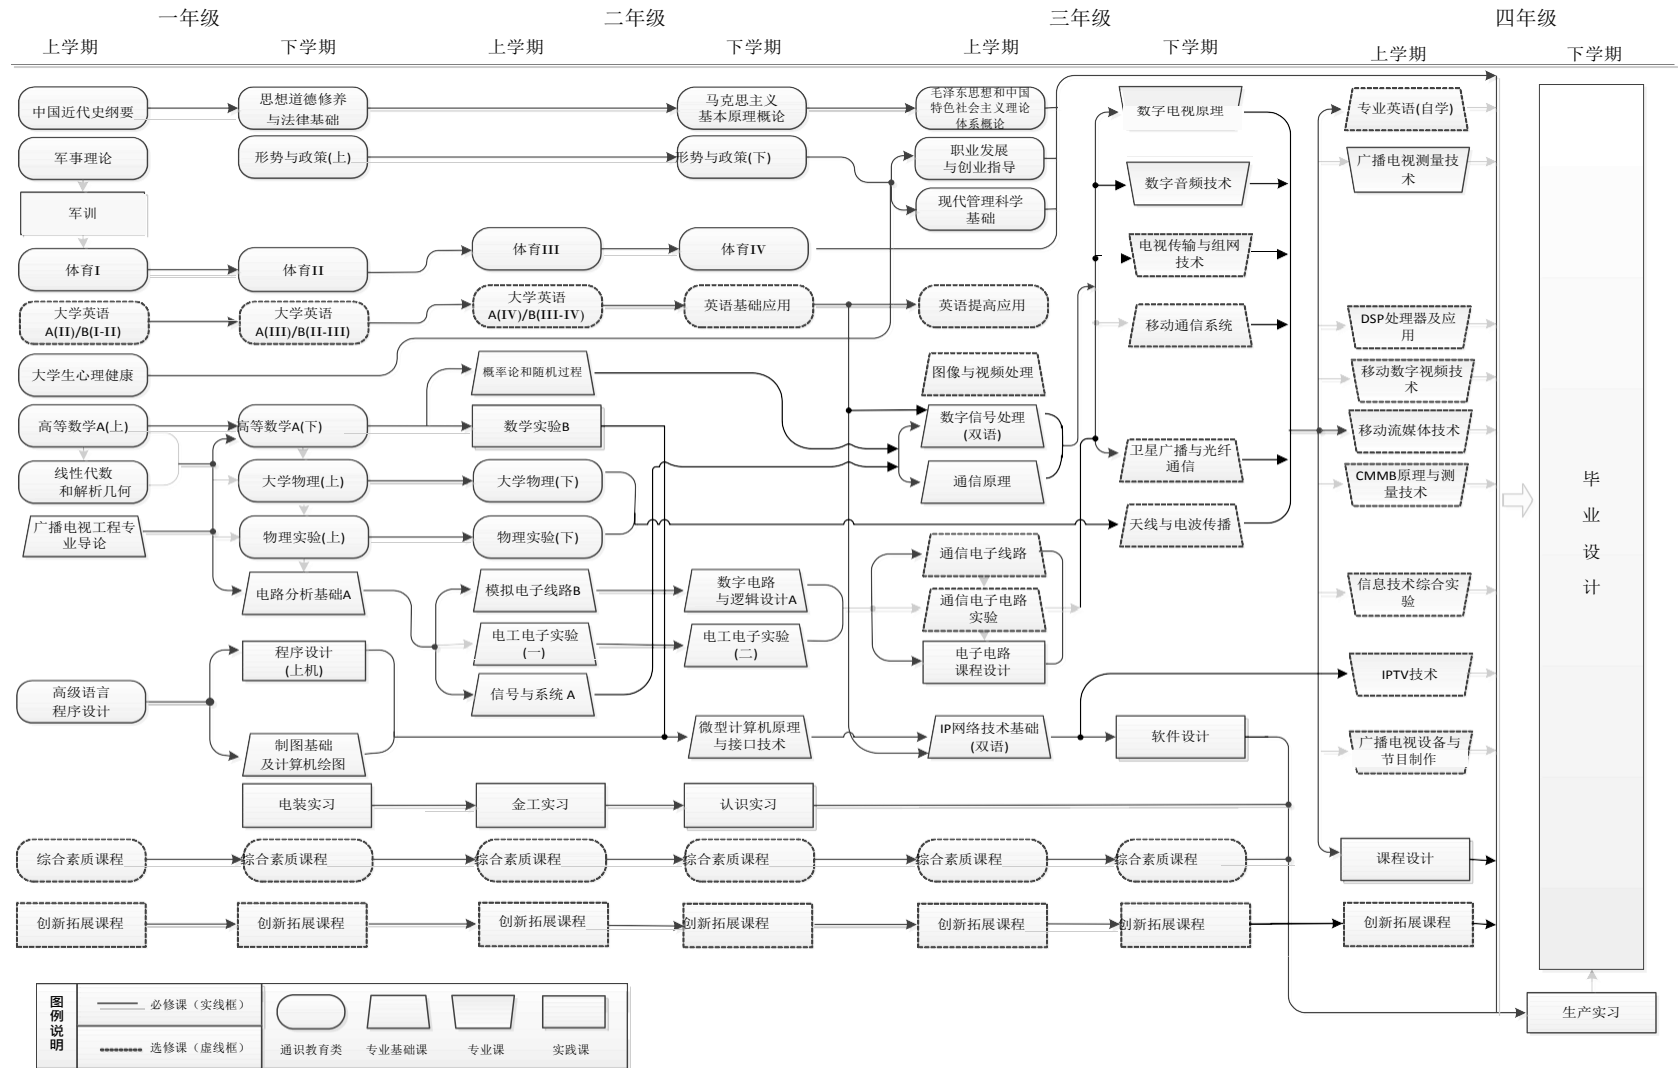 一年级
二年级
三年级
四年级
上学期
下学期
上学期
下学期
上学期
下学期
上学期
下学期
中国近代史纲要
思想道德修养
与法律基础
马克思主义
基本原理概论
毛泽东思想和中国
特色社会主义理论
体系概论
数字电视原理
专业英语(自学)
军事理论
形势与政策(上)
形势与政策(下)
职业发展
与创业指导
数字音频技术
广播电视测量技
术
军训
现代管理科学
基础
体育I
体育II
体育III
体育IV
电视传输与组网
技术
大学英语
A(II)/B(I-II)
大学英语
A(III)/B(II-III)
大学英语
A(IV)/B(III-IV)
英语基础应用
英语提高应用
移动通信系统
DSP处理器及应
用
大学生心理健康
概率论和随机过程
图像与视频处理
移动数字视频技
术
高等数学A(上)
高等数学A(下)
数学实验B
数字信号处理
(双语)
移动流媒体技术
线性代数
和解析几何
大学物理(上)
大学物理(下)
通信原理
卫星广播与光纤
通信
CMMB原理与测
量技术
广播电视工程专
业导论
物理实验(上)
物理实验(下)
天线与电波传播
通信电子线路
电路分析基础A
模拟电子线路B
数字电路
与逻辑设计A
通信电子电路
实验
信息技术综合实
验
程序设计
(上机)
电工电子实验
(一)
电工电子实验
(二)
电子电路
课程设计
IPTV技术
高级语言
程序设计
信号与系统 A
制图基础
及计算机绘图
微型计算机原理
与接口技术
IP网络技术基础
(双语)
软件设计
广播电视设备与
节目制作
电装实习
金工实习
认识实习
综合素质课程
综合素质课程
综合素质课程
综合素质课程
综合素质课程
综合素质课程
课程设计
创新拓展课程
创新拓展课程
创新拓展课程
创新拓展课程
创新拓展课程
创新拓展课程
创新拓展课程
毕
业
设
计
生产实习
图
例
说
明
必修课（实线框）
选修课（虚线框）
通识教育类
专业基础课
专业课
实践课